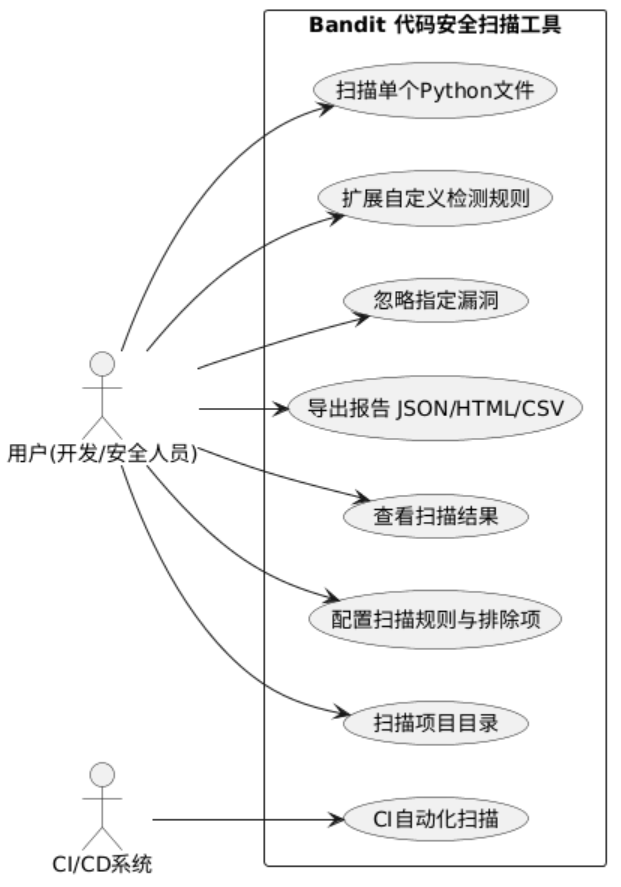 Bandit 代码安全扫描工具
扫描单个Python文件
扩展自定义检测规则
忽略指定漏洞
导出报告 JSON/HTML/CSV
用户(开发/安全人员)
查看扫描结果
配置扫描规则与排除项
扫描项目目录
CI自动化扫描
CI/CD系统